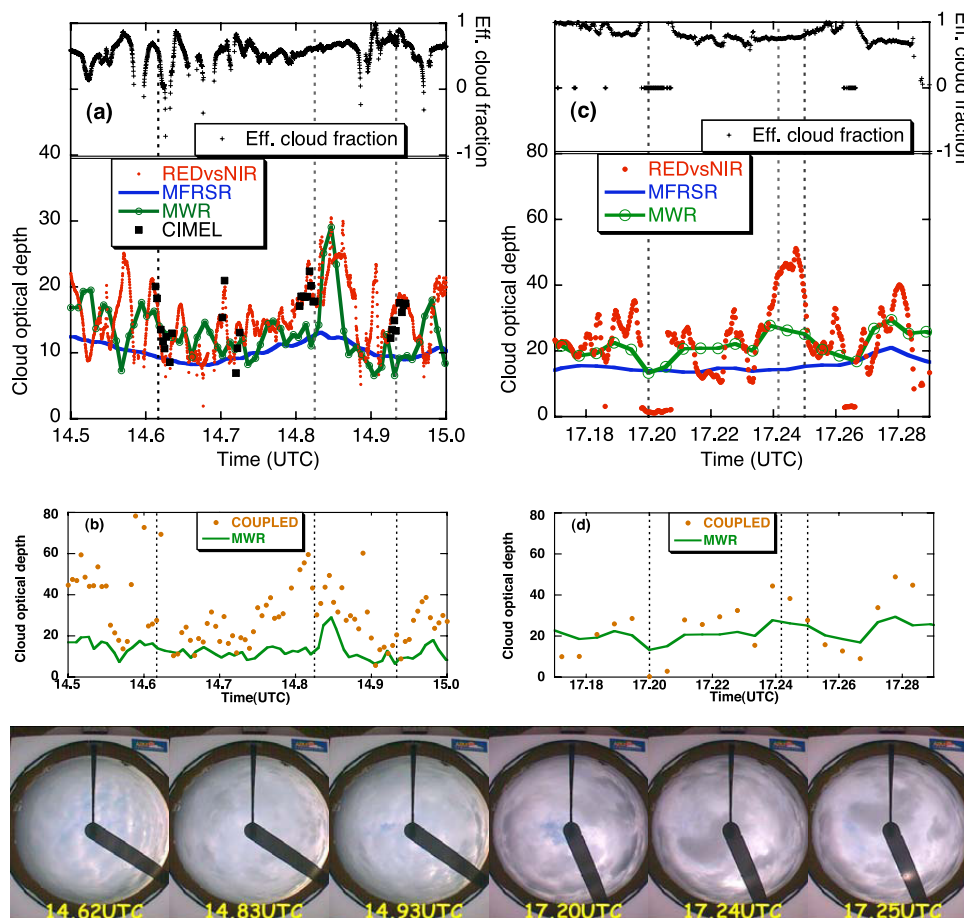 1
0
-1
Eff. cloud fraction
(a)
Eff. cloud fraction
40
30
20
10
0
Cloud optical depth
REDvsNIR
MFRSR
MWR
CIMEL
14.5 14.6 14.7 14.8 14.9 15.0
Time (UTC)
1
0
-1
Eff. cloud fraction
(c)
Eff. cloud fraction
80
60
40
20
0
Cloud optical depth
REDvsNIR
MFRSR
MWR
17.18 17.20 17.22 17.24 17.26 17.28
Time (UTC)
(b)
COUPLED
MWR
80
60
40
20
0
Cloud optical depth
14.5 14.6 14.7 14.8 14.9 15.0
Time(UTC)
(d)
COUPLED
MWR
80
60
40
20
0
Cloud optical depth
17.18 17.20 17.22 17.24 17.26 17.28
Time(UTC)
14.62UTC 14.83UTC 14.93UTC 17.20UTC 17.24UTC 17.25UTC